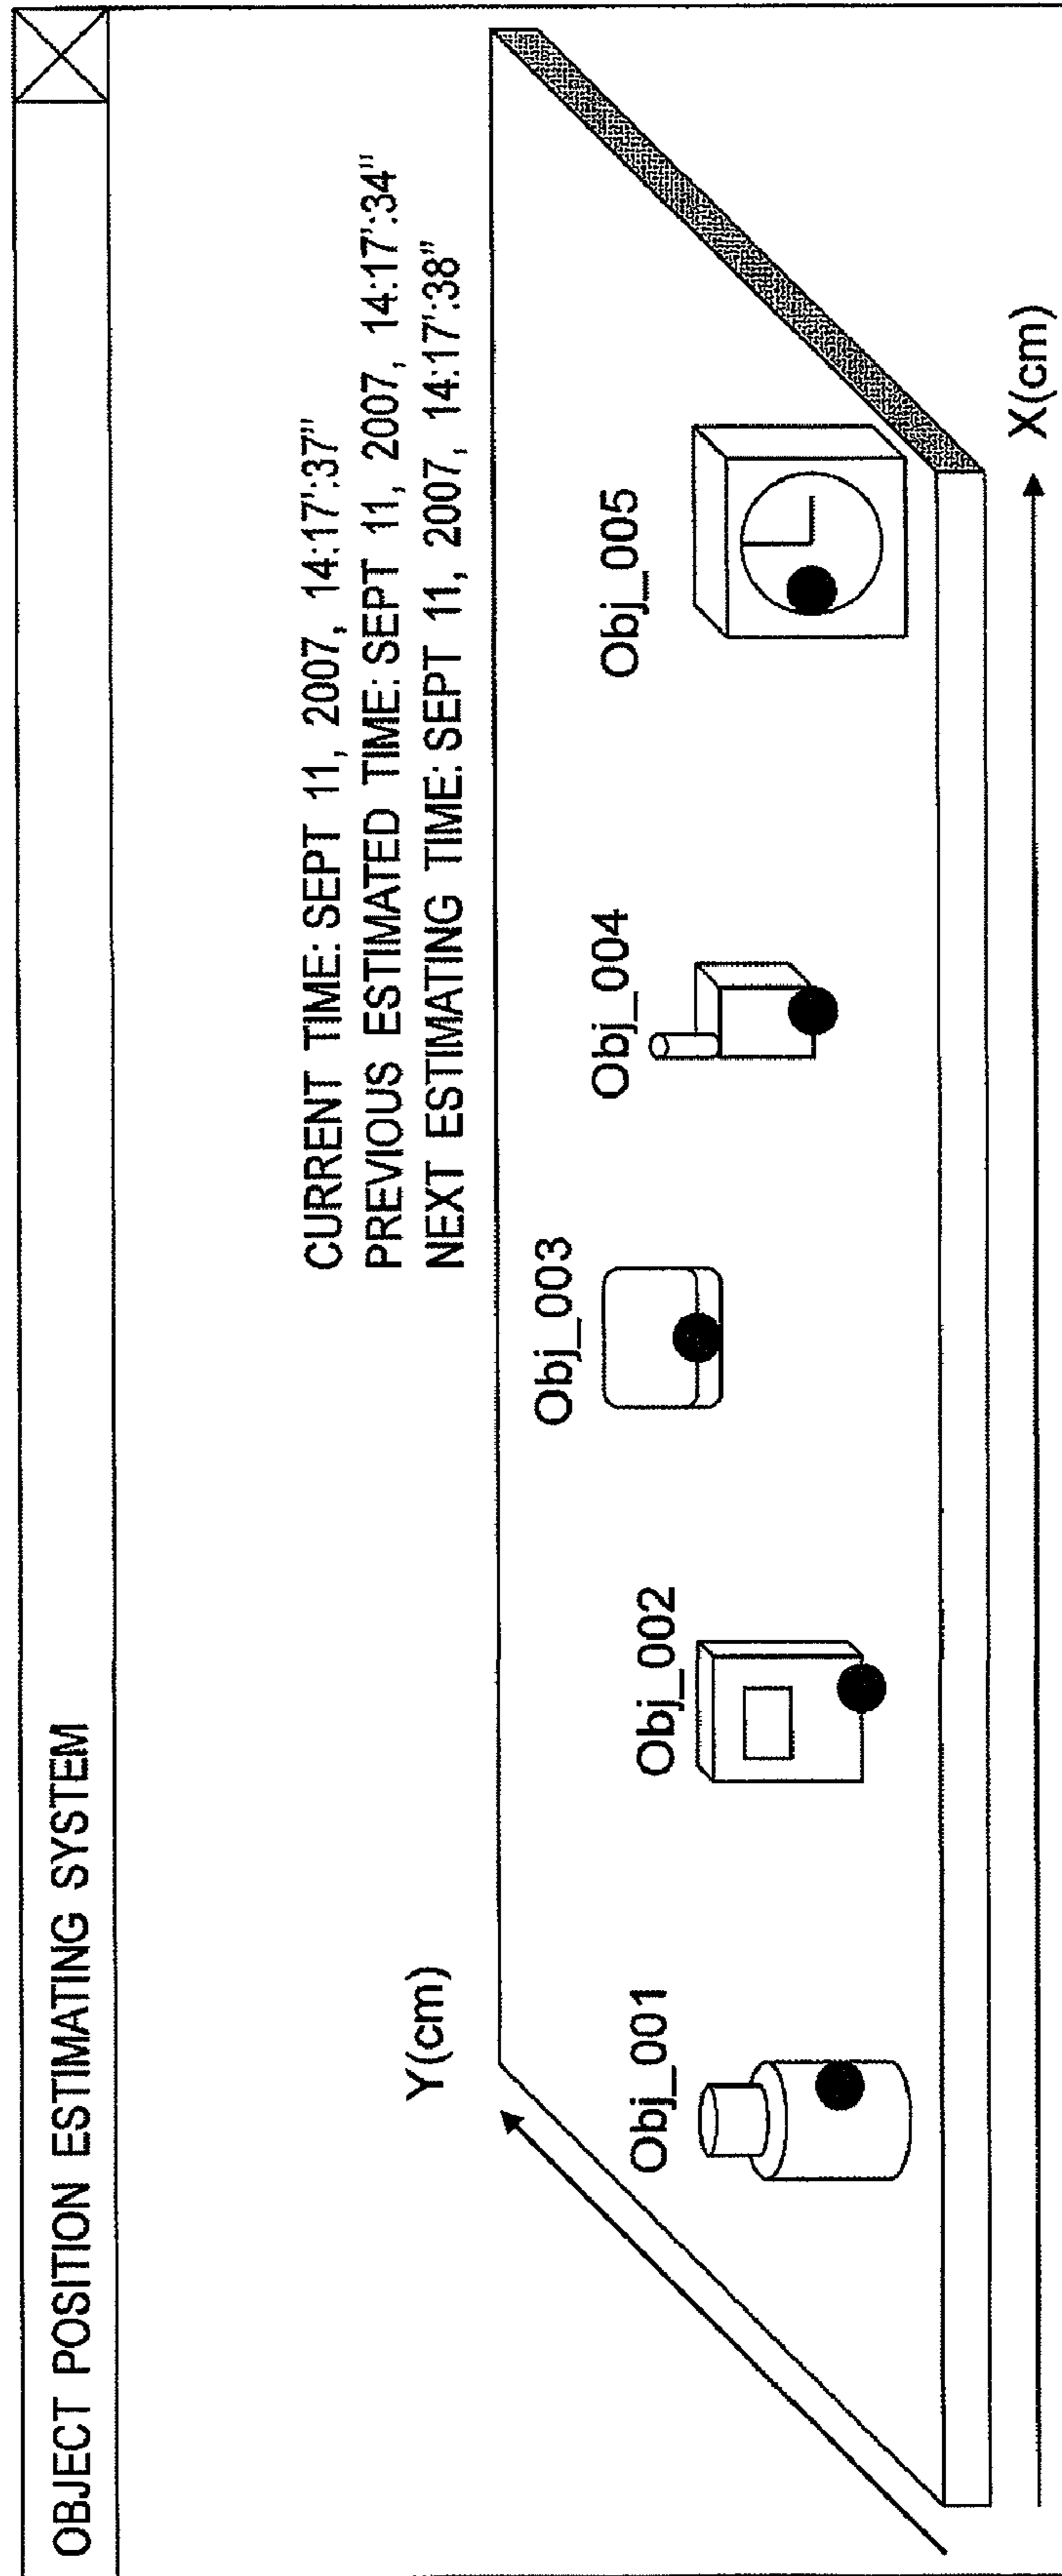 OBJECT POSITION ESTIMATING SYSTEM
CURRENT TIME: SEPT 11, 2007, 14:17':37"
PREVIOUS ESTIMATED TIME: SEPT 11, 2007, 14:17':34"
NEXT ESTIMATING TIME: SEPT 11, 2007, 14:17':38"
Y(cm)
Obj_001
Obj_002
Obj_003
Obj_004
Obj_005
X(cm)